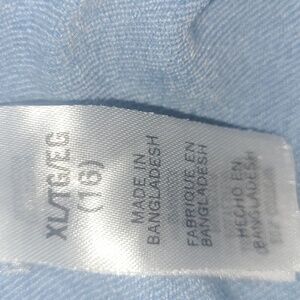 XL/TG/EG
(16)
MADE IN
BANGLADESH
FABRIQUE EN
BANGLADESH
HECHO EN
BANGLADESH